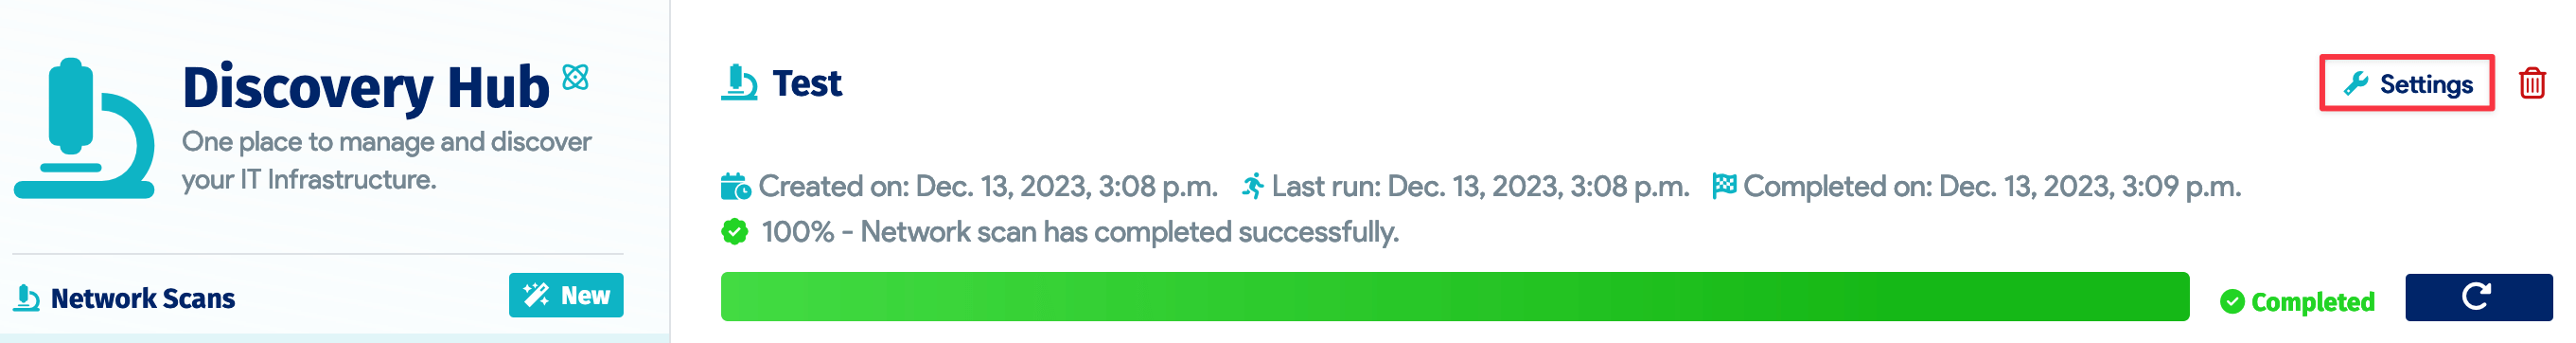 Discovery Hub
One place to manage and discover
your IT Infrastructure.
Network Scans
New
Test
Settings
Created on: Dec. 13, 2023, 3:08 p.m. Last run: Dec. 13, 2023, 3:08 p.m. Completed on: Dec. 13, 2023, 3:09 p.m.
100% - Network scan has completed successfully.
Completed